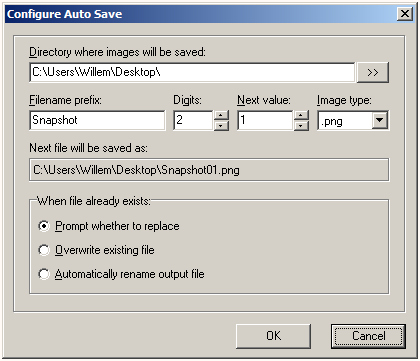 Configure Auto Save
Directory where images will be saved:
C:\Users\Willem\Desktop\ >>
Filename prefix: Digits: Next value: Image type:
Snapshot 2 1 .png
Next file will be saved as:
C:\Users\Willem\Desktop\Snapshot01.png
When file already exists:
Prompt whether to replace
Overwrite existing file
Automatically rename output file
OK Cancel